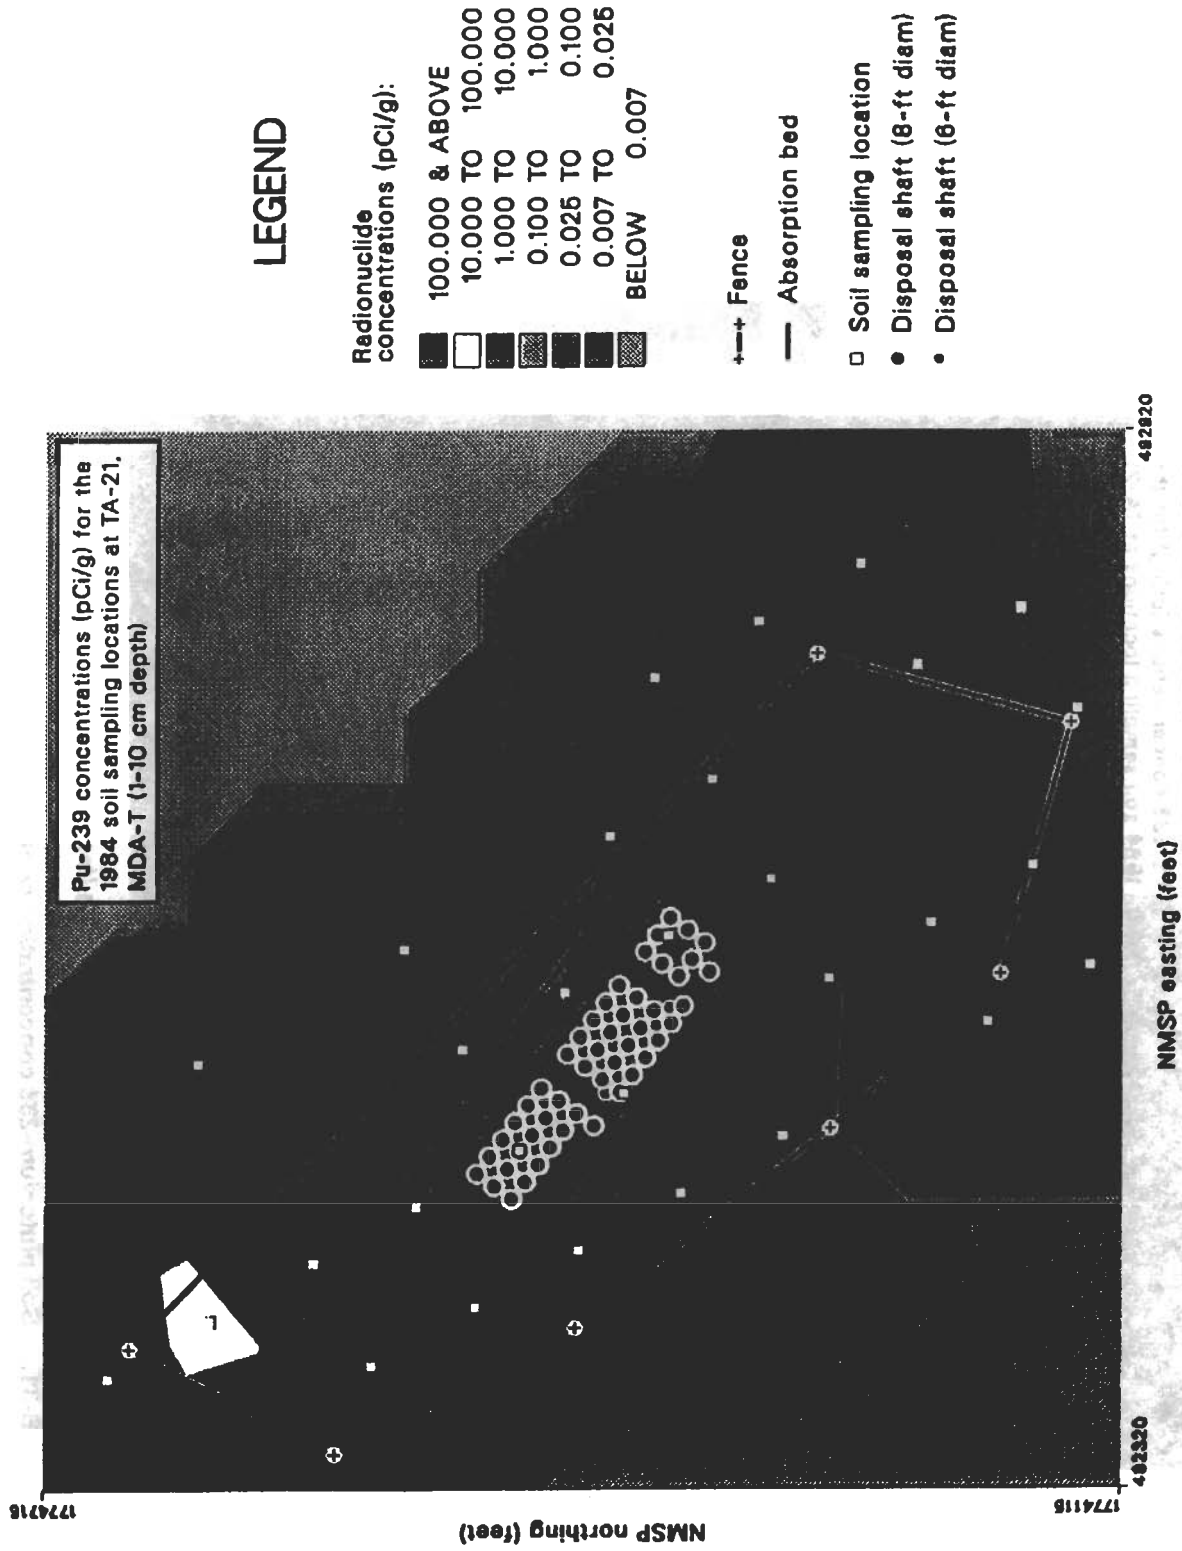 Pu-239 concentrations (pCi/g) for the
1984 soil sampling locations at TA-21,
MDA-T (1-10 cm depth)
LEGEND
Radionuclide
concentrations (pCi/g):
100.000 & ABOVE
10.000 TO 100.000
1.000 TO 10.000
0.100 TO 1.000
0.025 TO 0.100
0.007 TO 0.025
BELOW 0.007
Fence
Absorption bed
Soil sampling location
Disposal shaft (8-ft diam)
Disposal shaft (6-ft diam)
1774715
NMSP northing (feet)
1774115
492320
NMSP easting (feet)
492820